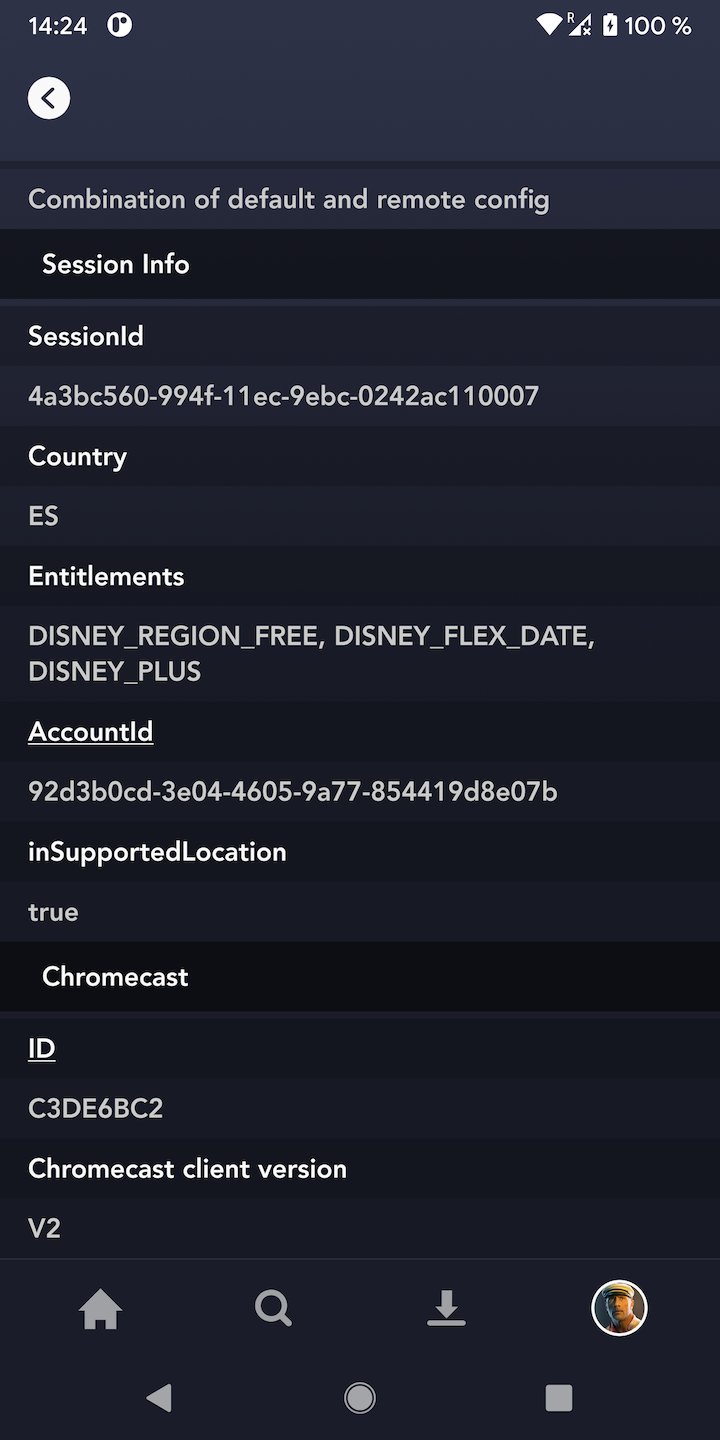 14:24
R
100 %
Combination of default and remote config
Session Info
SessionId
4a3bc560-994f-11ec-9ebc-0242ac110007
Country
ES
Entitlements
DISNEY_REGION_FREE, DISNEY_FLEX_DATE,
DISNEY_PLUS
AccountId
92d3b0cd-3e04-4605-9a77-854419d8e07b
inSupportedLocation
true
Chromecast
ID
C3DE6BC2
Chromecast client version
V2